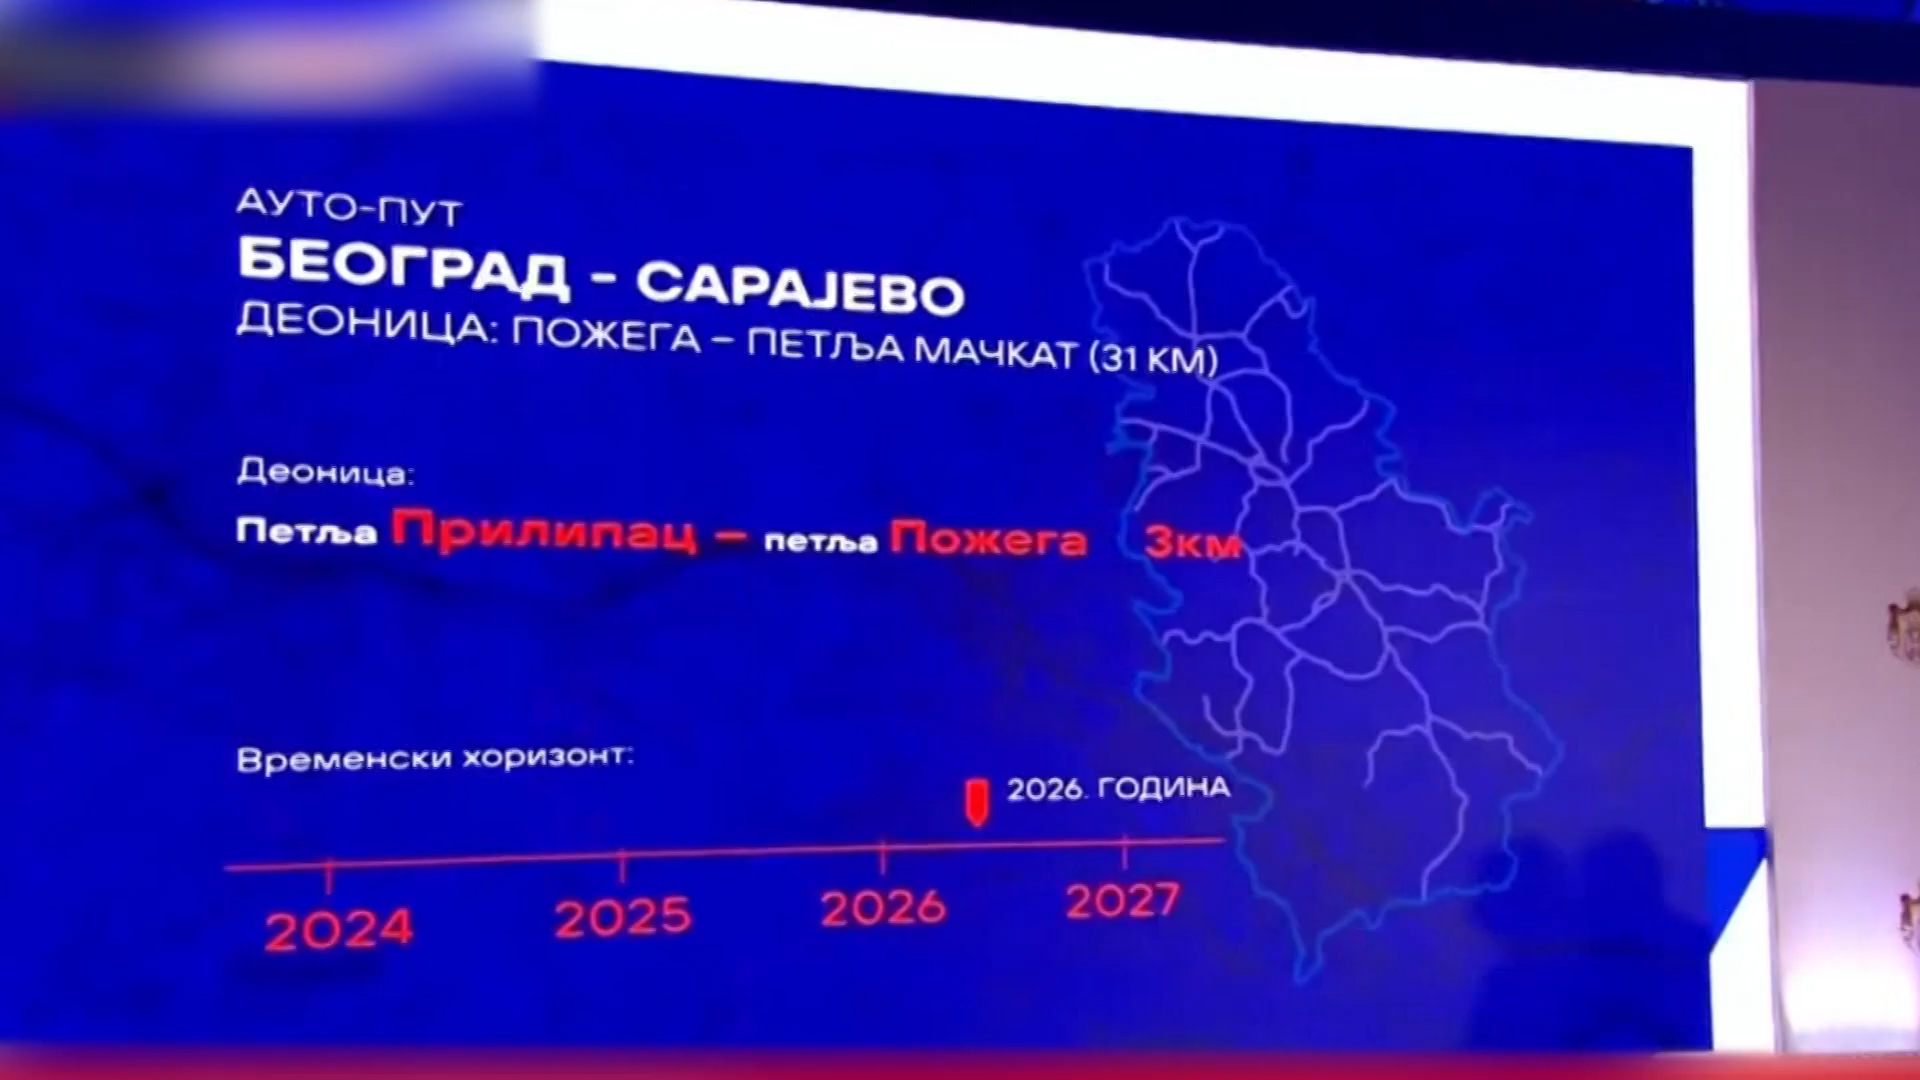 АУТО-ПУТ
БЕОГРАД - САРАЈЕВО
ДЕОНИЦА: ПОЖЕГА – ПЕТЉА МАЧКАТ (31 КМ)
Деоница:
Петља Прилипац – петља Пожега 3км
Временски хоризонт:
2026. ГОДИНА
2024 2025 2026 2027